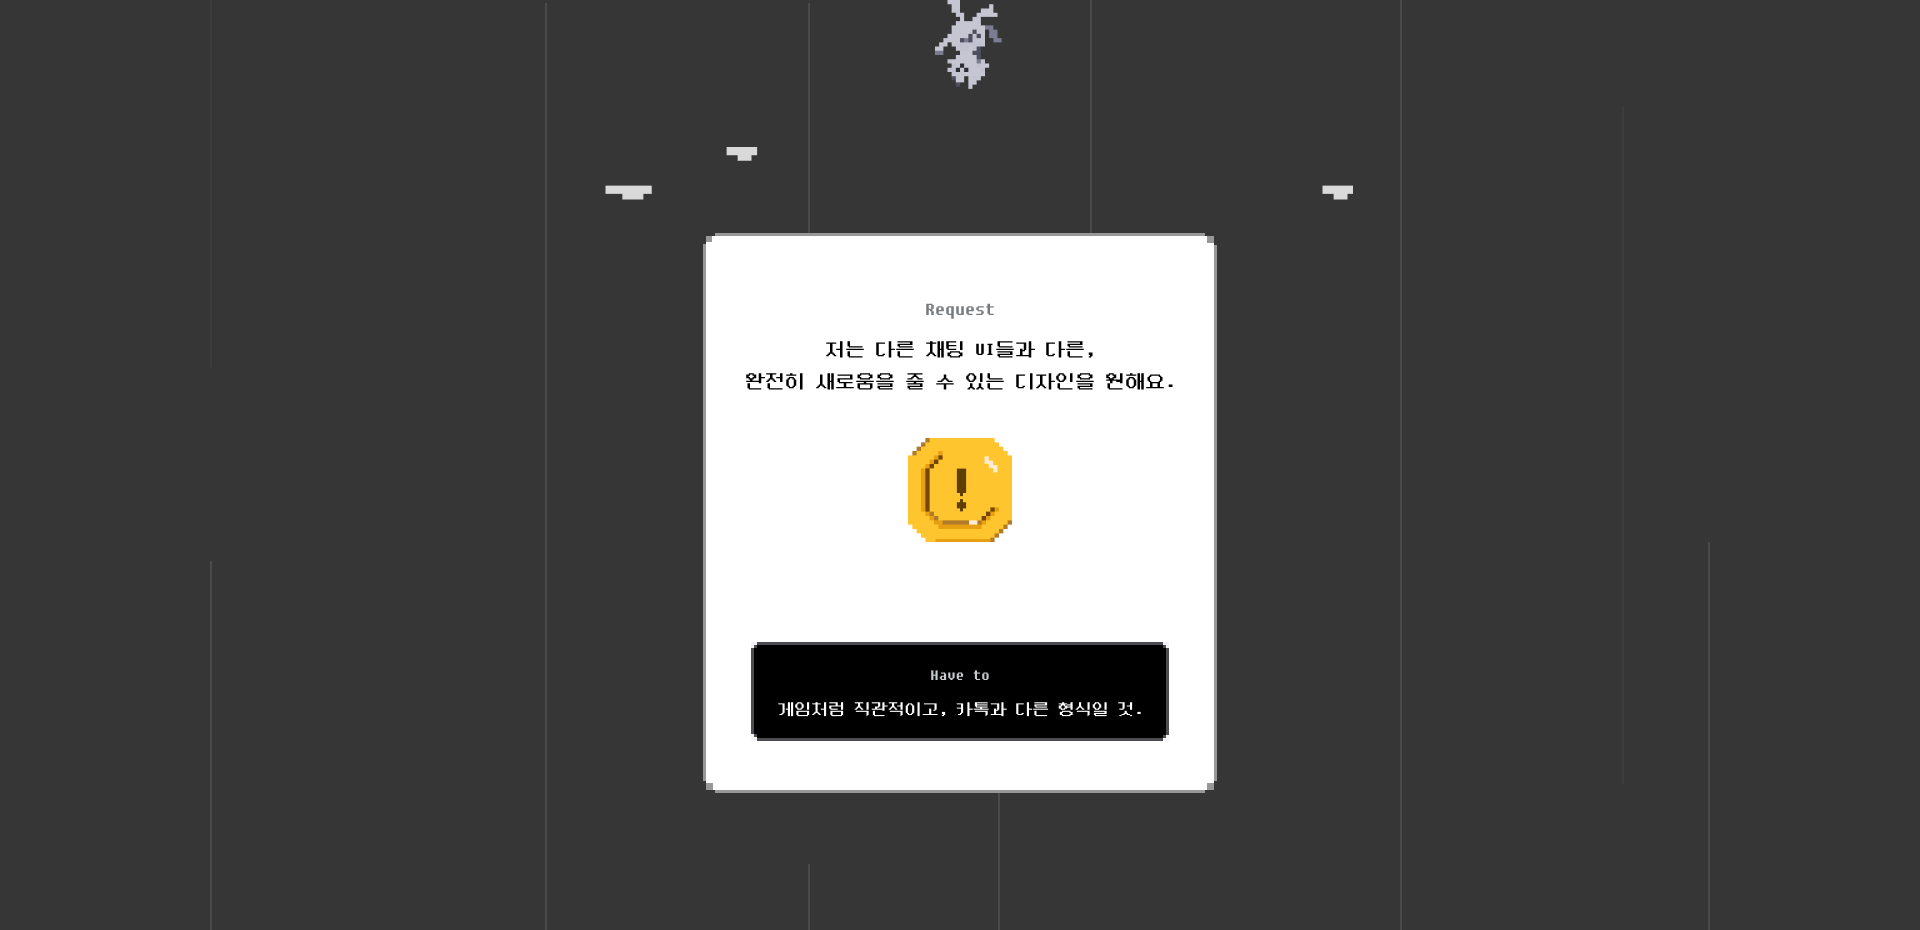 Request
저는 다른 채팅 UI들과 다른,
완전히 새로움을 줄 수 있는 디자인을 원해요.
!
Have to
게임처럼 직관적이고, 카톡과 다른 형식일 것.